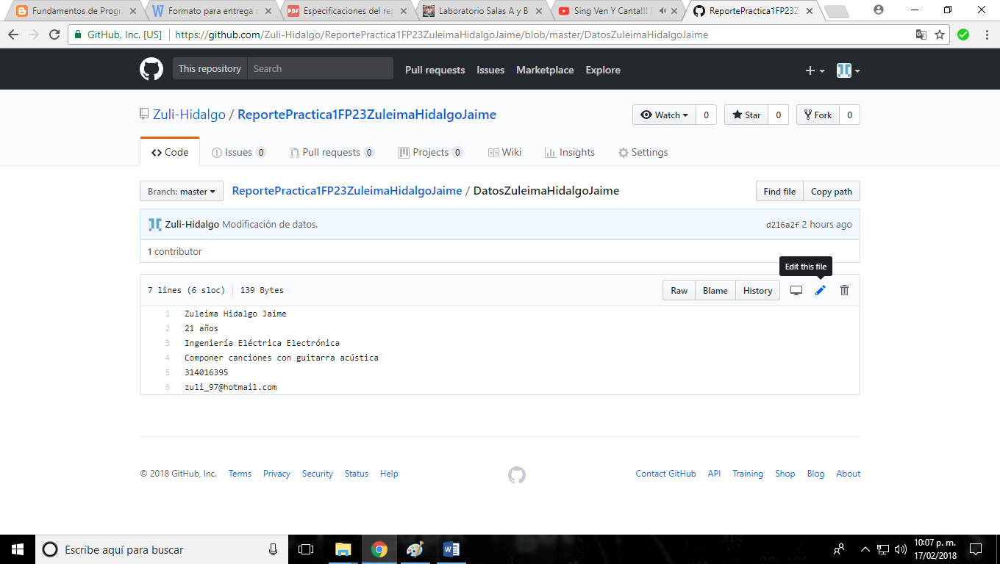 Fundamentos de Progra
Formato para entrega d
Especificaciones del rep
Laboratorio Salas A y B
Sing Ven Y Canta!!! E
ReportePractica1FP23Z
GitHub, Inc. [US]
https://github.com/Zuli-Hidalgo/ReportePractica1FP23ZuleimaHidalgoJaime/blob/master/DatosZuleimaHidalgoJaime
This repository Search Pull requests Issues Marketplace Explore
Zuli-Hidalgo / ReportePractica1FP23ZuleimaHidalgoJaime Watch 0 Star 0 Fork 0
Code Issues 0 Pull requests 0 Projects 0 Wiki Insights Settings
Branch: master ReportePractica1FP23ZuleimaHidalgoJaime / DatosZuleimaHidalgoJaime Find file Copy path
Zuli-Hidalgo Modificación de datos. d216a2f 2 hours ago
1 contributor
Edit this file
7 lines (6 sloc) 139 Bytes Raw Blame History
1 Zuleima Hidalgo Jaime
2 21 años
3 Ingeniería Eléctrica Electrónica
4 Componer canciones con guitarra acústica
5 314016395
6 zuli_97@hotmail.com
© 2018 GitHub, Inc. Terms Privacy Security Status Help Contact GitHub API Training Shop Blog About
Escribe aquí para buscar
10:07 p. m.
17/02/2018